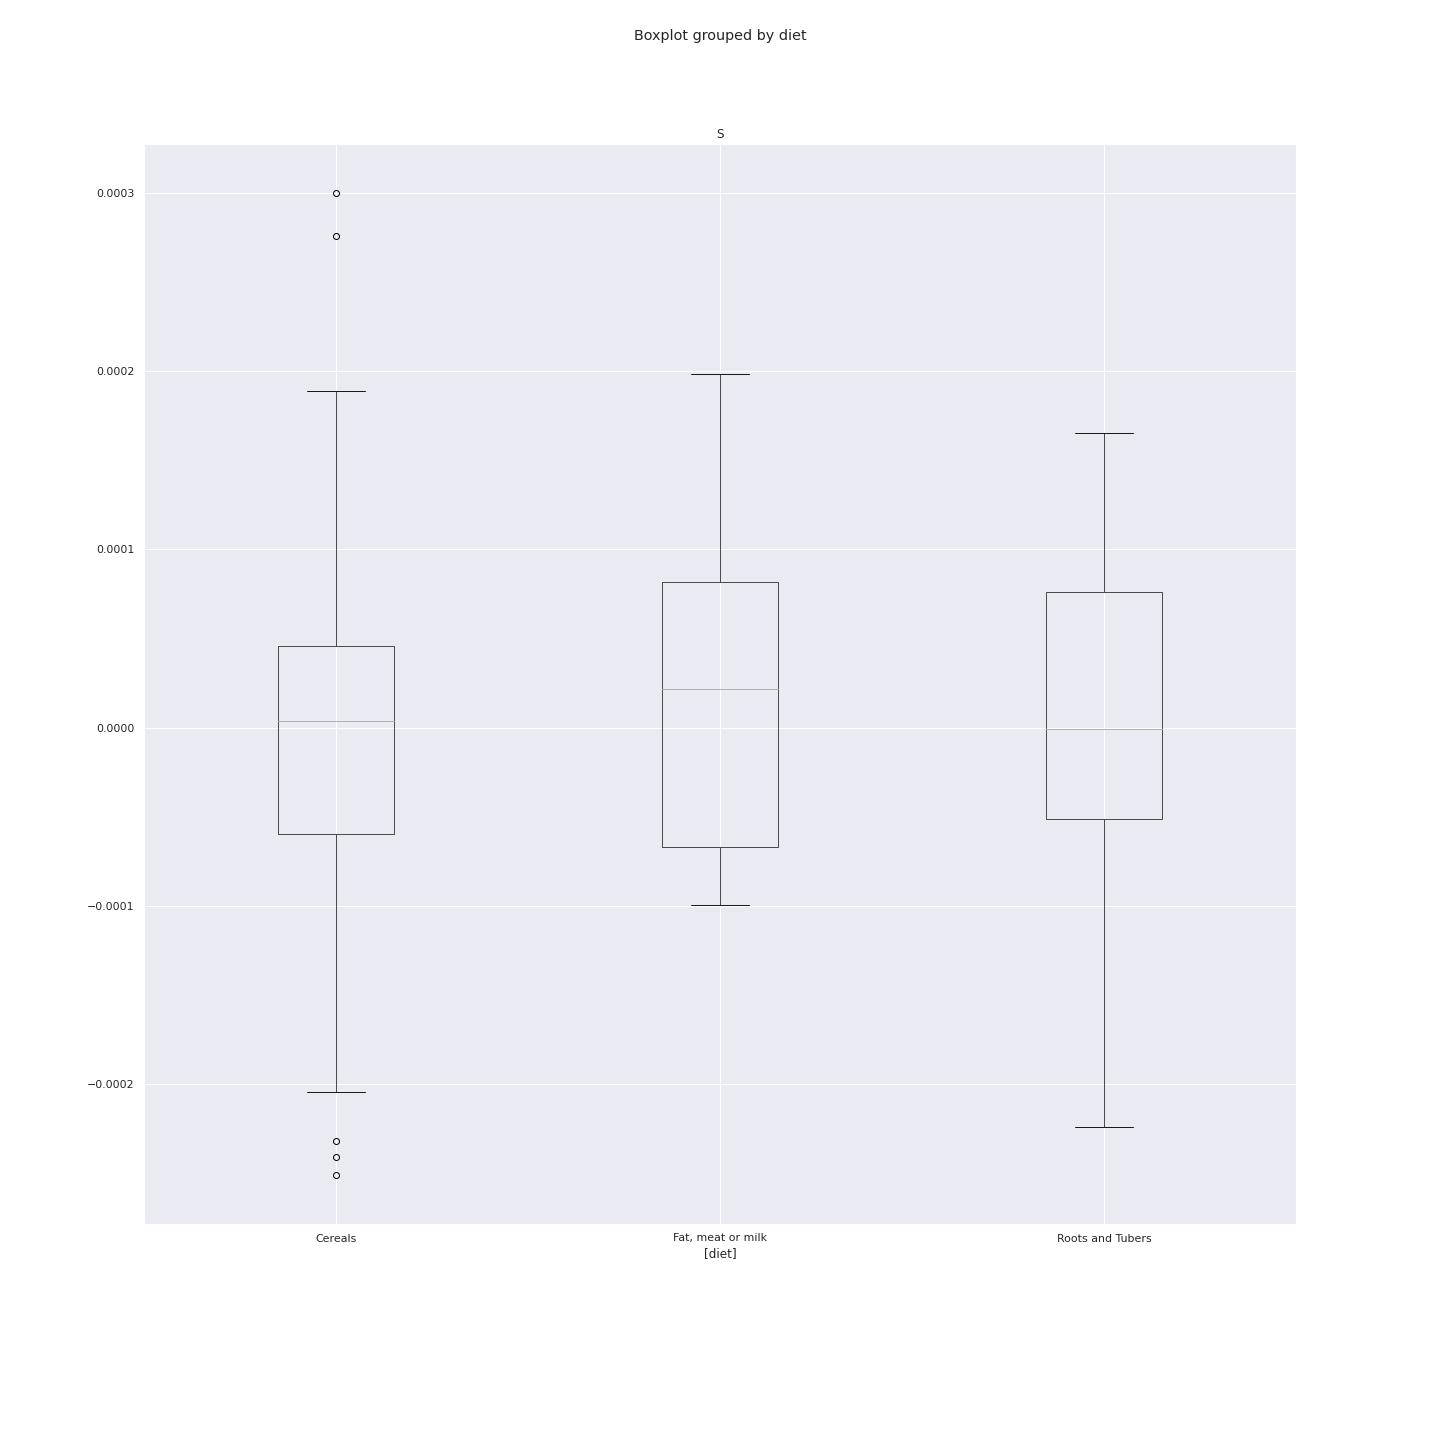 Boxplot grouped by diet
S
0.0003
0.0002
0.0001
0.0000
−0.0001
−0.0002
Cereals Fat, meat or milk Roots and Tubers
[diet]